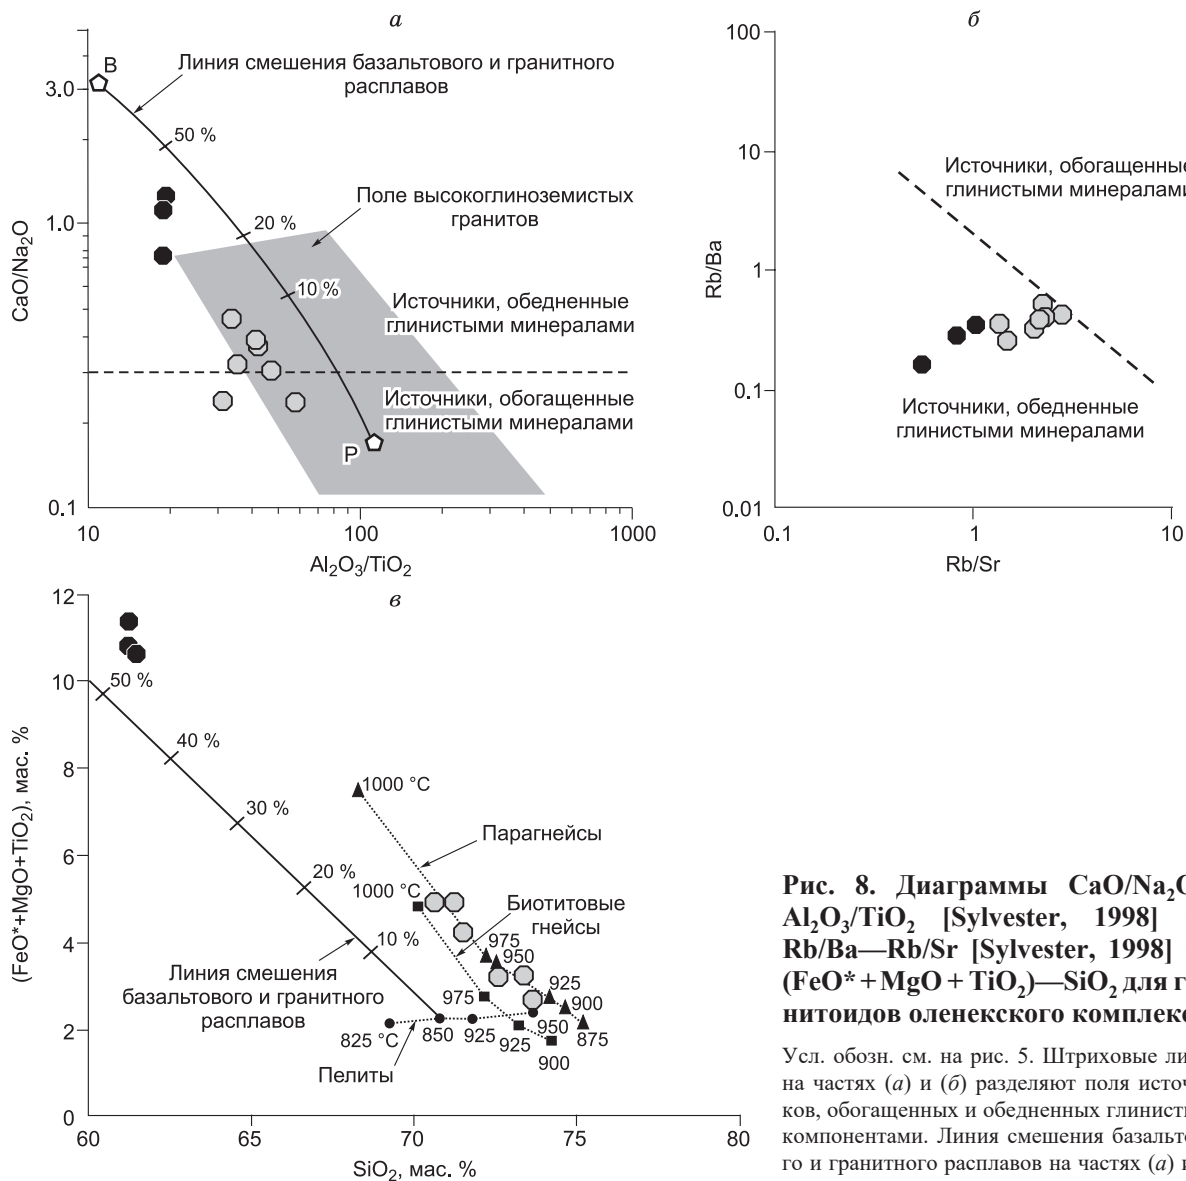 а
3.0
1.0
0.1
CaO/Na₂O
B
Линия смешения базальтового и гранитного
расплавов
50 %
20 %
10 %
Поле высокоглиноземистых
гранитов
Источники, обедненные
глинистыми минералами
Источники, обогащенные
глинистыми минералами
P
10
100
1000
Al₂O₃/TiO₂
б
100
10
1
0.1
0.01
Rb/Ba
Источники, обогащенные
глинистыми минералами
Источники, обедненные
глинистыми минералами
0.1
1
10
Rb/Sr
в
12
10
8
6
4
2
0
(FeO*+MgO+TiO₂), мас. %
50 %
40 %
30 %
20 %
10 %
1000 °C
Парагнейсы
1000 °C
Биотитовые
гнейсы
Линия смешения
базальтового и гранитного
расплавов
975
950
925
900
875
975
950
925
900
825 °C
850
925
Пелиты
60
65
70
75
80
SiO₂, мас. %
Рис. 8. Диаграммы CaO/Na₂O
Al₂O₃/TiO₂ [Sylvester, 1998]
Rb/Ba—Rb/Sr [Sylvester, 1998]
(FeO* + MgO + TiO₂)—SiO₂ для г
нитоидов оленекского комплекс
Усл. обозн. см. на рис. 5. Штриховые ли
на частях (а) и (б) разделяют поля источ
ков, обогащенных и обедненных глинисты
компонентами. Линия смешения базальто
го и гранитного расплавов на частях (а) и